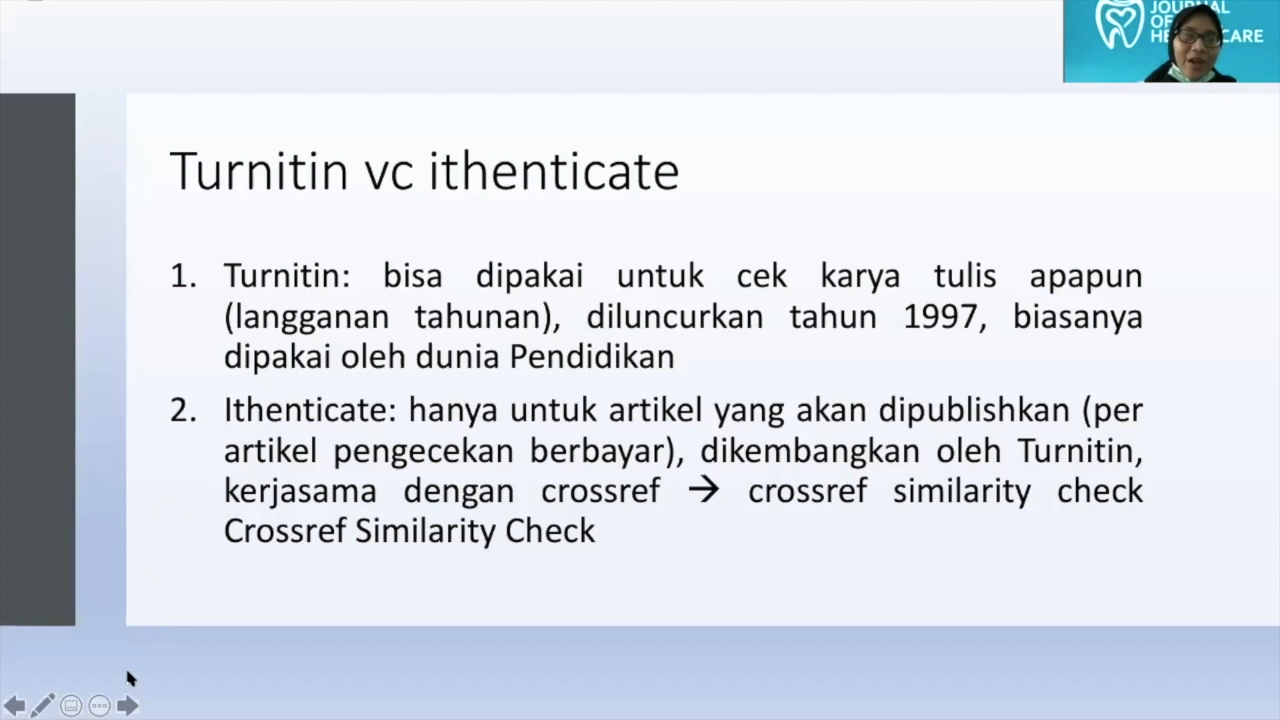 JOURNAL
OF
HE CARE
Turnitin vc ithenticate
1. Turnitin: bisa dipakai untuk cek karya tulis apapun
(langganan tahunan), diluncurkan tahun 1997, biasanya
dipakai oleh dunia Pendidikan
2. Ithenticate: hanya untuk artikel yang akan dipublishkan (per
artikel pengecekan berbayar), dikembangkan oleh Turnitin,
kerjasama dengan crossref → crossref similarity check
Crossref Similarity Check